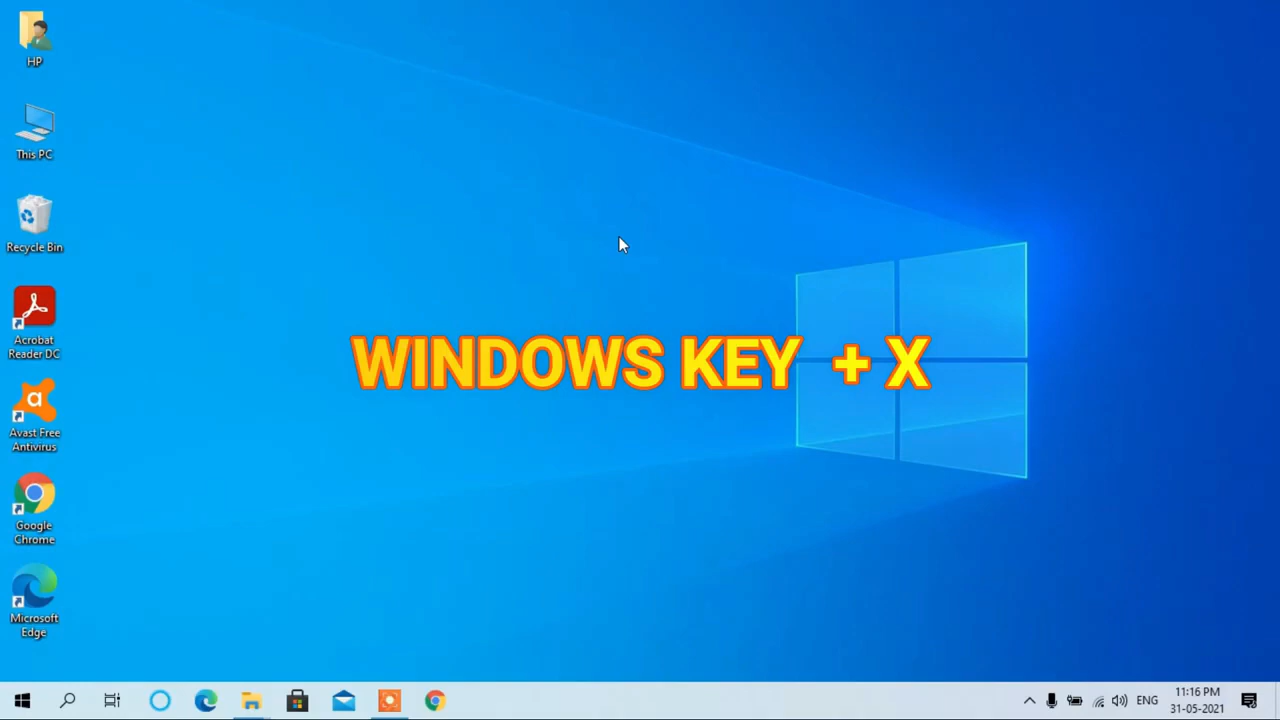 HP
This PC
Recycle Bin
Acrobat
Reader DC
a
Avast Free
Antivirus
Google
Chrome
Microsoft
Edge
WINDOWS KEY + X
ENG
11:16 PM
31-05-2021